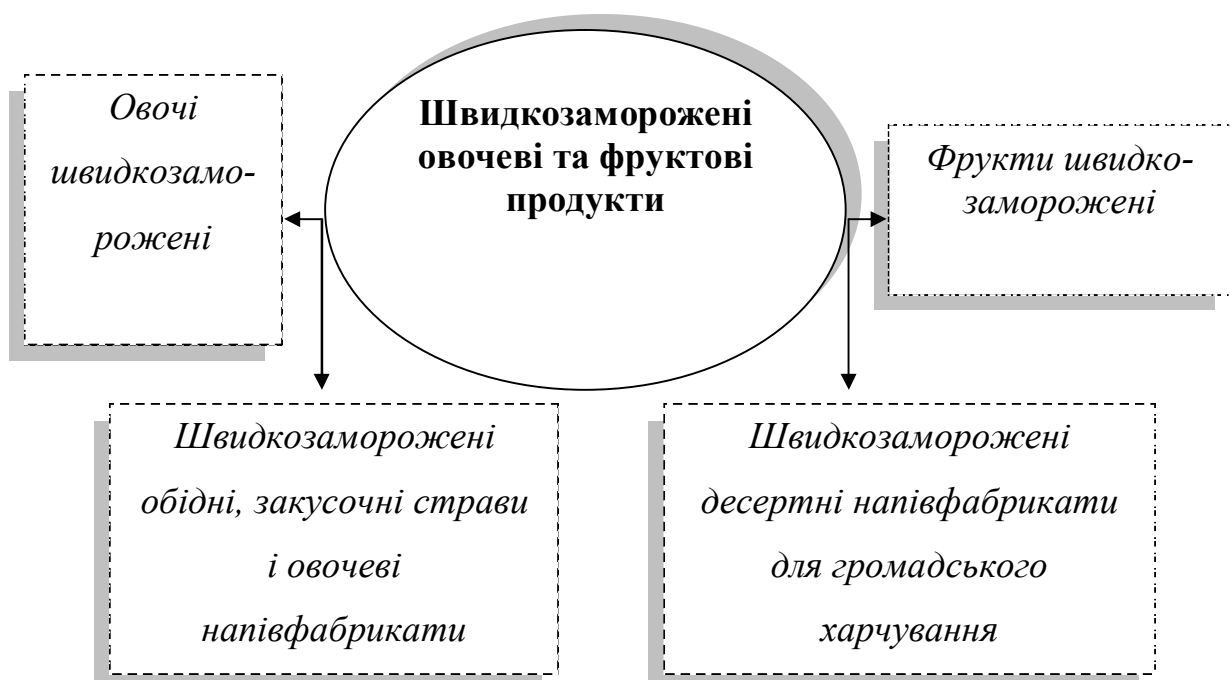 Швидкозаморожені
овочеві та фруктові
продукти
Овочі
швидкозамо-
рожені
Фрукти швидко-
заморожені
Швидкозаморожені
обідні, закусочні страви
і овочеві
напівфабрикати
Швидкозаморожені
десертні напівфабрикати
для громадського
харчування